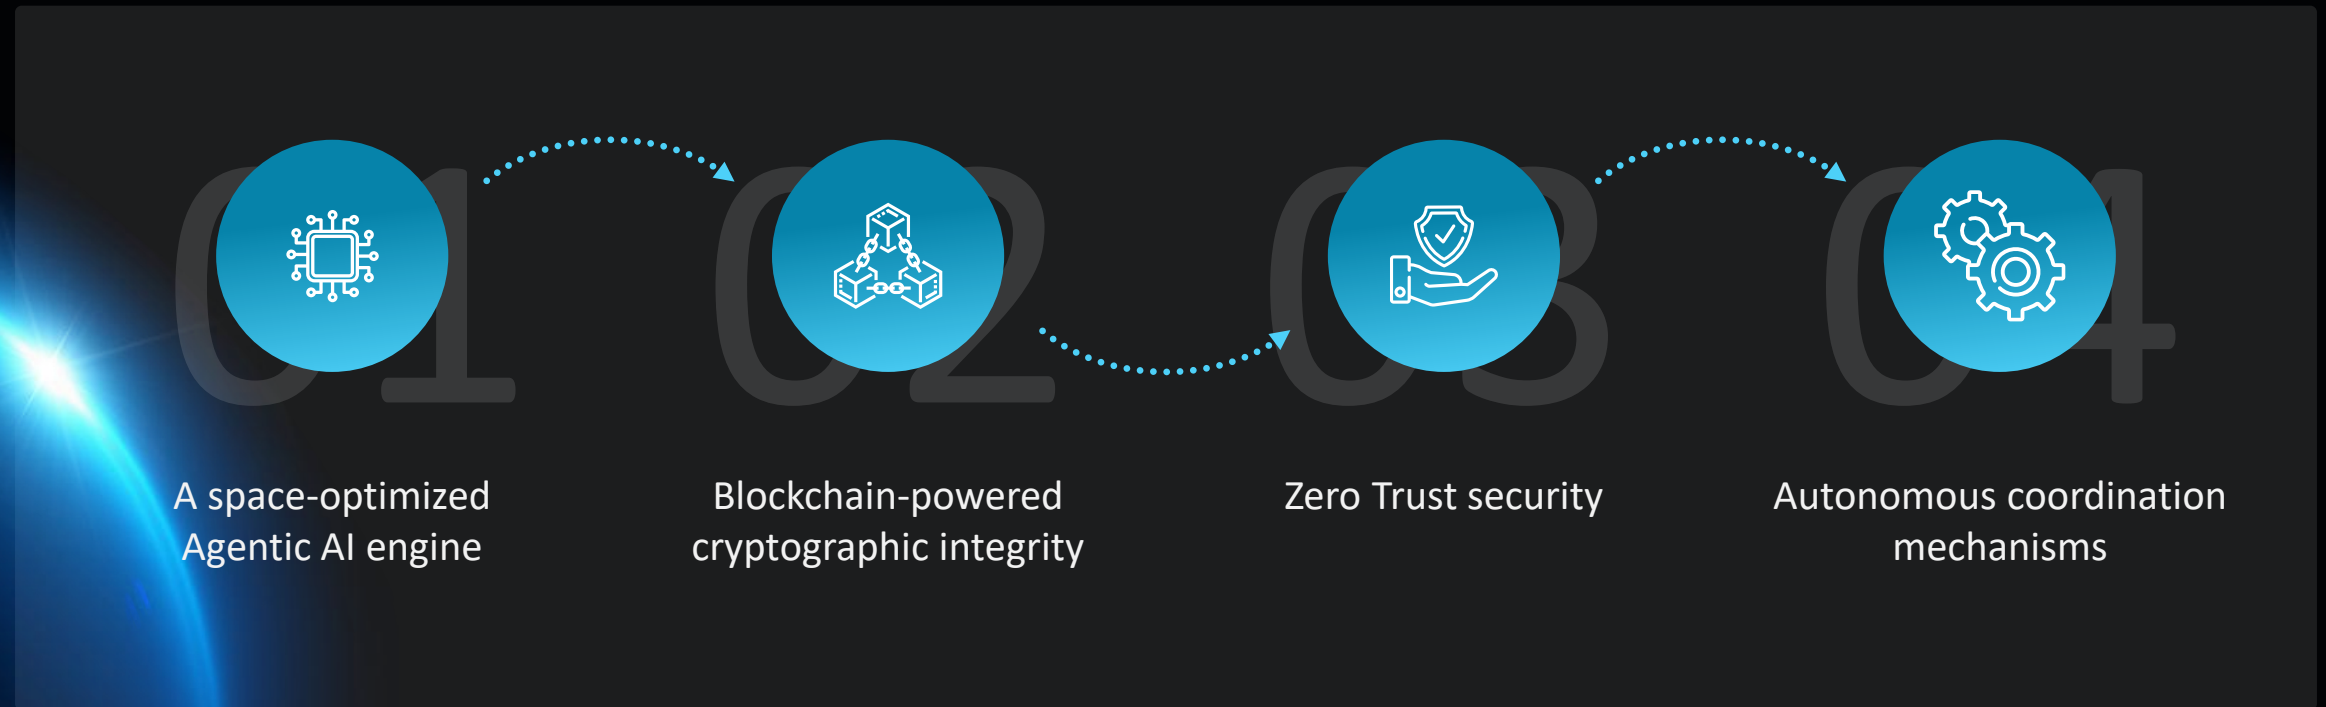 01
02
03
04
A space-optimized
Agentic AI engine
Blockchain-powered
cryptographic integrity
Zero Trust security
Autonomous coordination
mechanisms